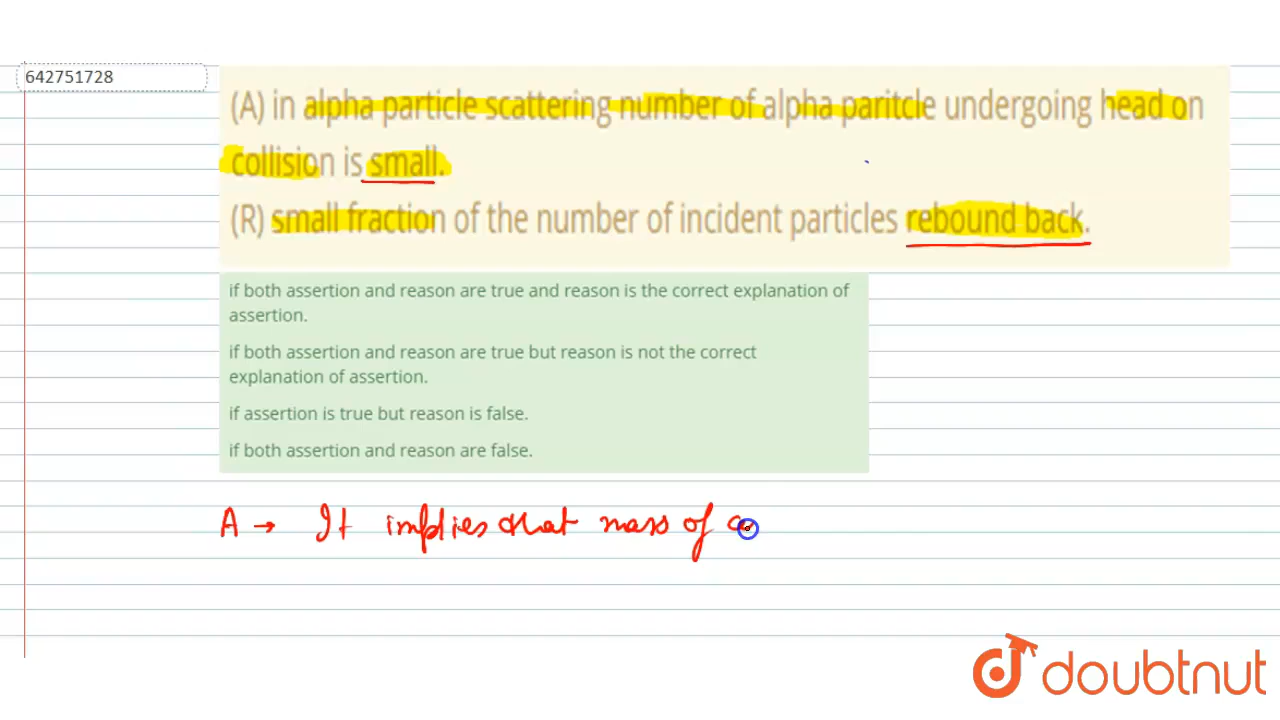 642751728
(A) in alpha particle scattering number of alpha paritcle undergoing head on
collision is small.
(R) small fraction of the number of incident particles rebound back.
if both assertion and reason are true and reason is the correct explanation of
assertion.
if both assertion and reason are true but reason is not the correct
explanation of assertion.
if assertion is true but reason is false.
if both assertion and reason are false.
A → It implies that mass of a
doubtnut